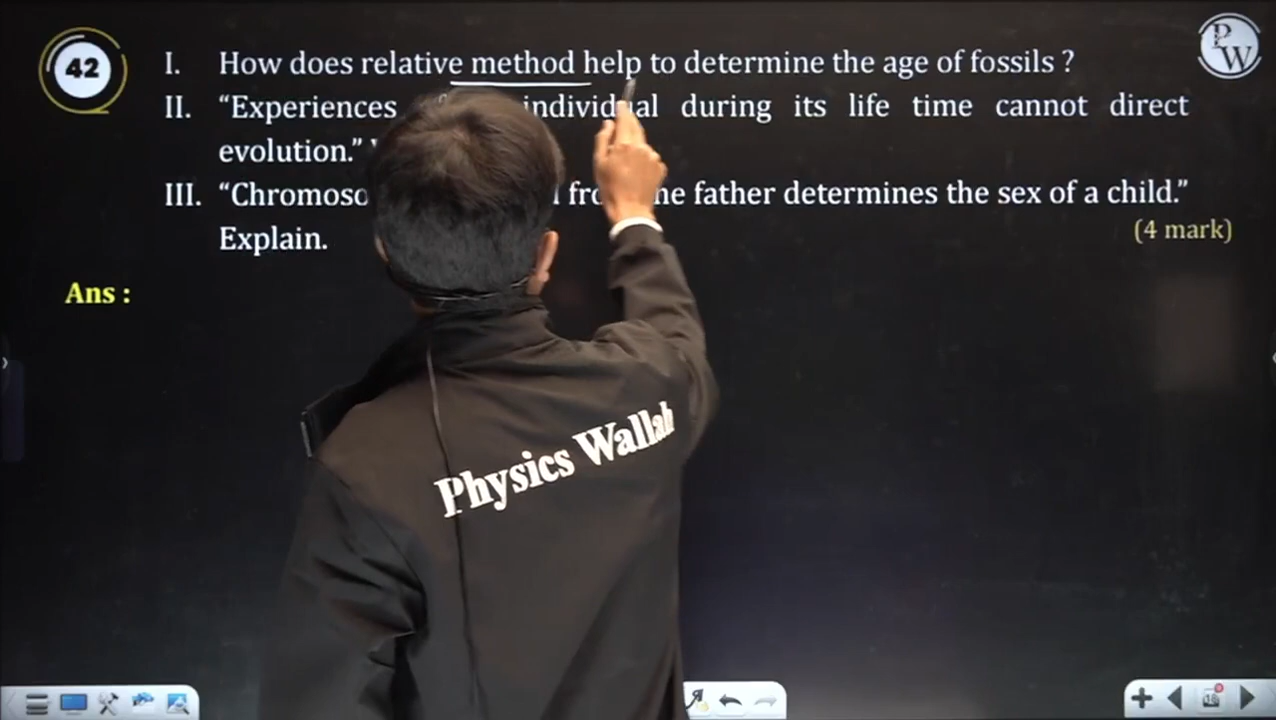 42
I. How does relative method help to determine the age of fossils ?
PW
II. “Experiences individual during its life time cannot direct
evolution.”
III. “Chromoso father determines the sex of a child.”
Explain.
(4 mark)
Ans :
Physics Wallah
18